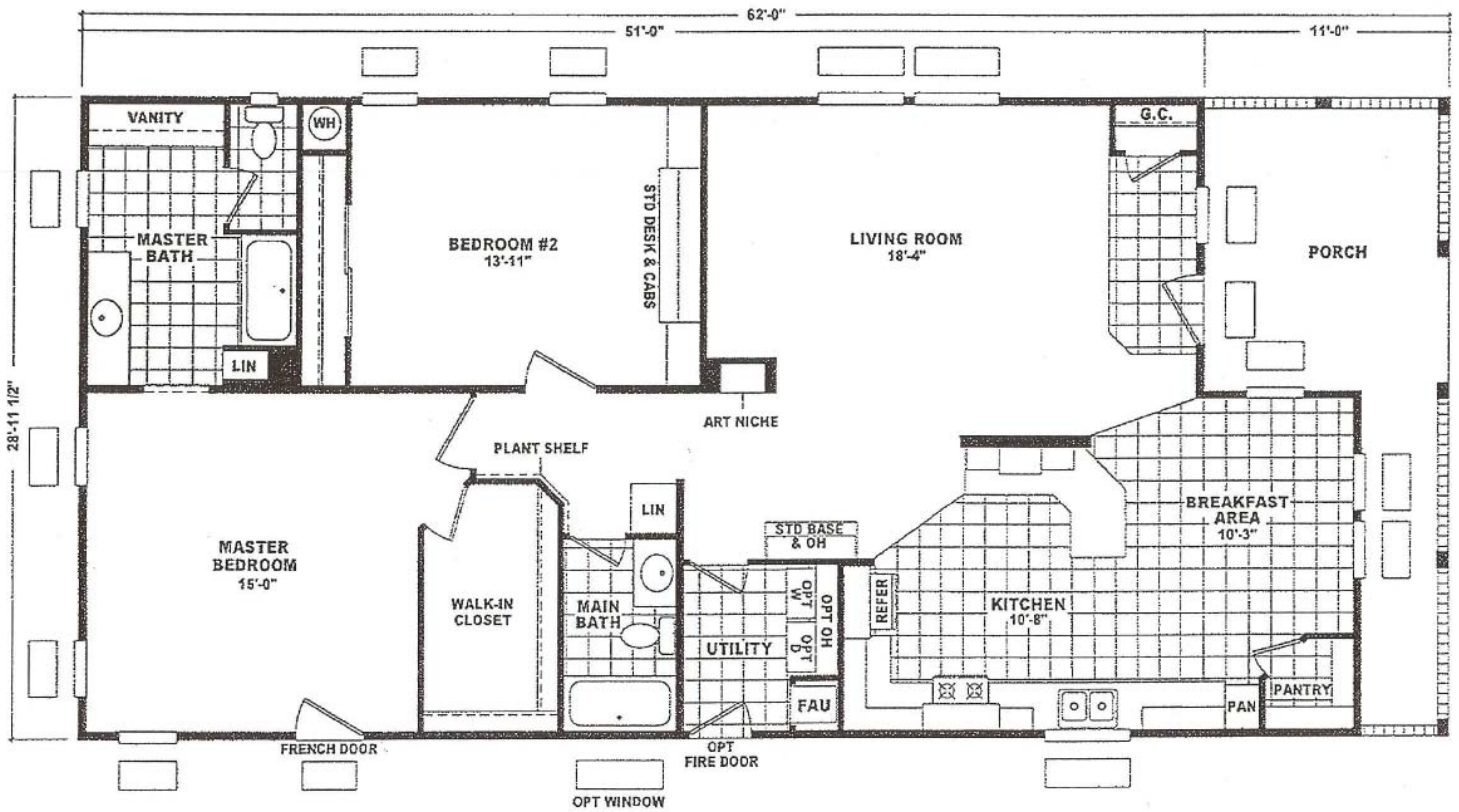 62'-0"
51'-0"
11'-0"
VANITY
WH
G.C.
MASTER
BATH
BEDROOM #2
13'-11"
STD DESK & CABS
LIVING ROOM
18'-4"
PORCH
LIN
28'-11 1/2"
ART NICHE
PLANT SHELF
LIN
STD BASE
& OH
BREAKFAST
AREA
10'-3"
MASTER
BEDROOM
15'-0"
WALK-IN
CLOSET
MAIN
BATH
UTILITY
OPT
W
OPT
D
OPT OH
REFER
KITCHEN
10'-8"
FAU
PAN
PANTRY
FRENCH DOOR
OPT
FIRE DOOR
OPT WINDOW